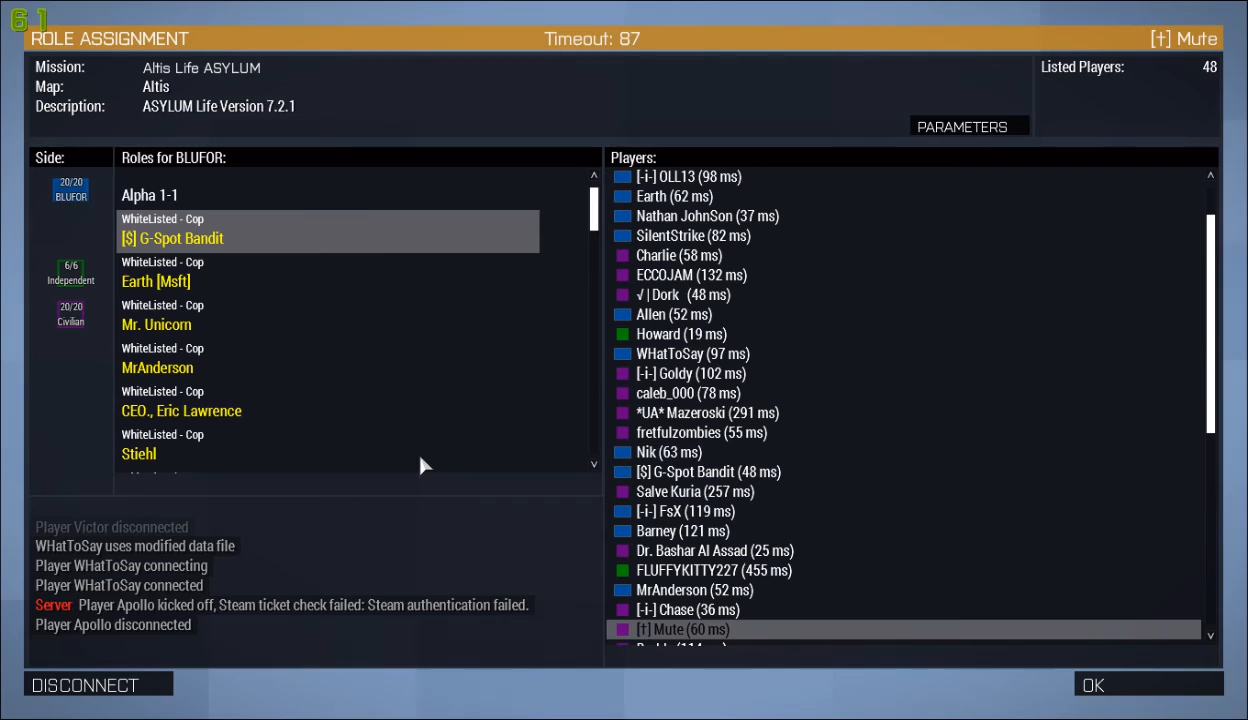 61
ROLE ASSIGNMENT
Timeout: 87
[†] Mute
Mission: Altis Life ASYLUM
Map: Altis
Description: ASYLUM Life Version 7.2.1
Listed Players: 48
PARAMETERS
Side:
20/20
BLUFOR
6/6
Independent
20/20
Civilian
Roles for BLUFOR:
Alpha 1-1
WhiteListed - Cop
[$] G-Spot Bandit
WhiteListed - Cop
Earth [Msft]
WhiteListed - Cop
Mr. Unicorn
WhiteListed - Cop
MrAnderson
WhiteListed - Cop
CEO., Eric Lawrence
WhiteListed - Cop
Stiehl
Players:
[-i-] OLL13 (98 ms)
Earth (62 ms)
Nathan JohnSon (37 ms)
SilentStrike (82 ms)
Charlie (58 ms)
ECCOJAM (132 ms)
√ | Dork (48 ms)
Allen (52 ms)
Howard (19 ms)
WHatToSay (97 ms)
[-i-] Goldy (102 ms)
caleb_000 (78 ms)
*UA* Mazeroski (291 ms)
fretfulzombies (55 ms)
Nik (63 ms)
[$] G-Spot Bandit (48 ms)
Salve Kuria (257 ms)
[-i-] FsX (119 ms)
Barney (121 ms)
Dr. Bashar Al Assad (25 ms)
FLUFFYKITTY227 (455 ms)
MrAnderson (52 ms)
[-i-] Chase (36 ms)
[†] Mute (60 ms)
Player Victor disconnected
WHatToSay uses modified data file
Player WHatToSay connecting
Player WHatToSay connected
Server Player Apollo kicked off, Steam ticket check failed: Steam authentication failed.
Player Apollo disconnected
DISCONNECT
OK